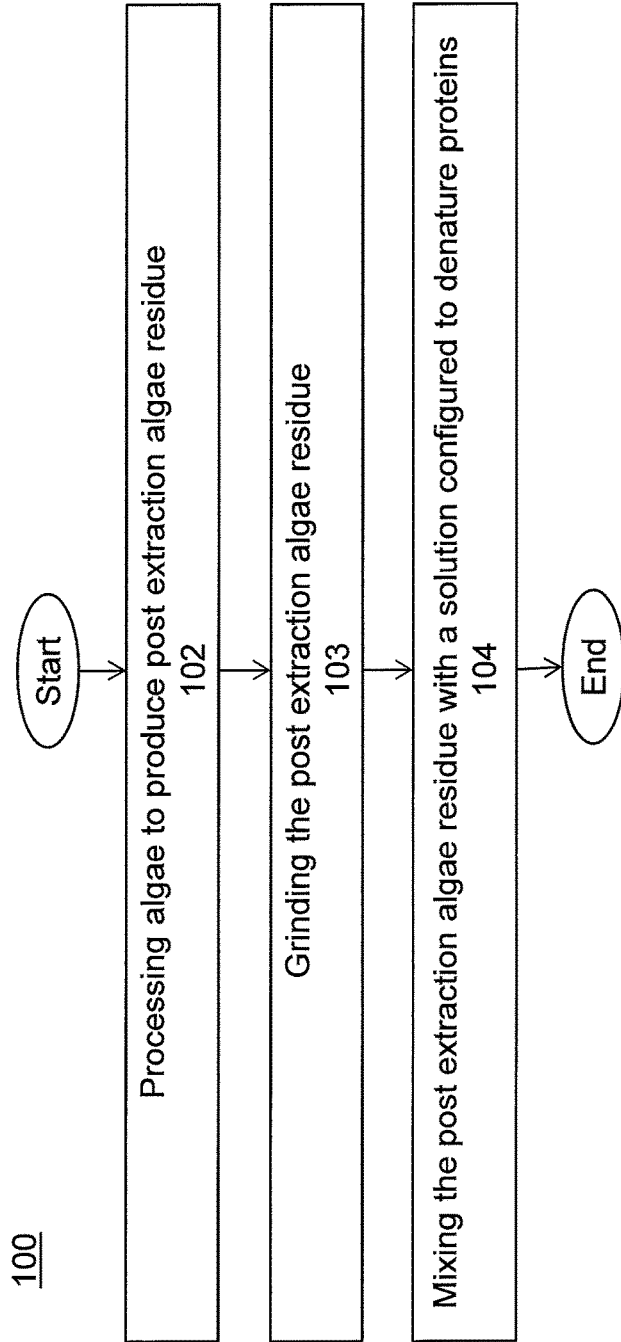 100
Start
Processing algae to produce post extraction algae residue
102
Grinding the post extraction algae residue
103
Mixing the post extraction algae residue with a solution configured to denature proteins
104
End